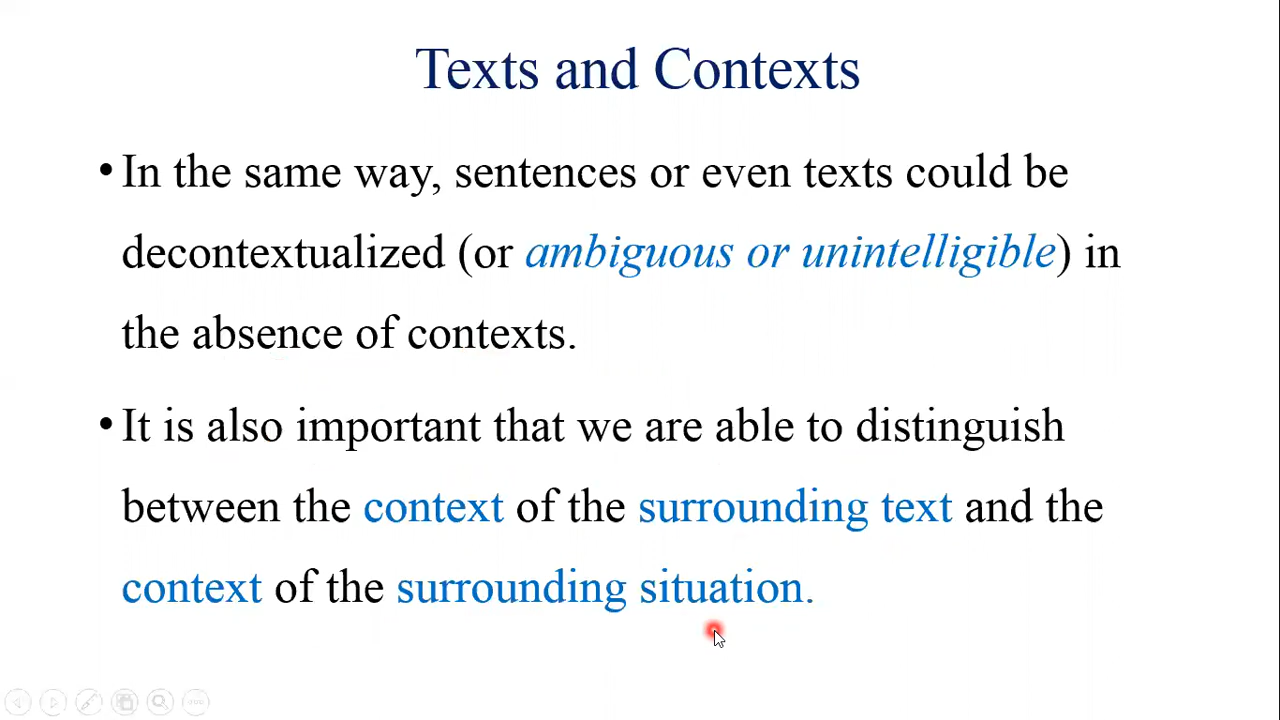 Texts and Contexts
• In the same way, sentences or even texts could be
decontextualized (or ambiguous or unintelligible) in
the absence of contexts.
• It is also important that we are able to distinguish
between the context of the surrounding text and the
context of the surrounding situation.